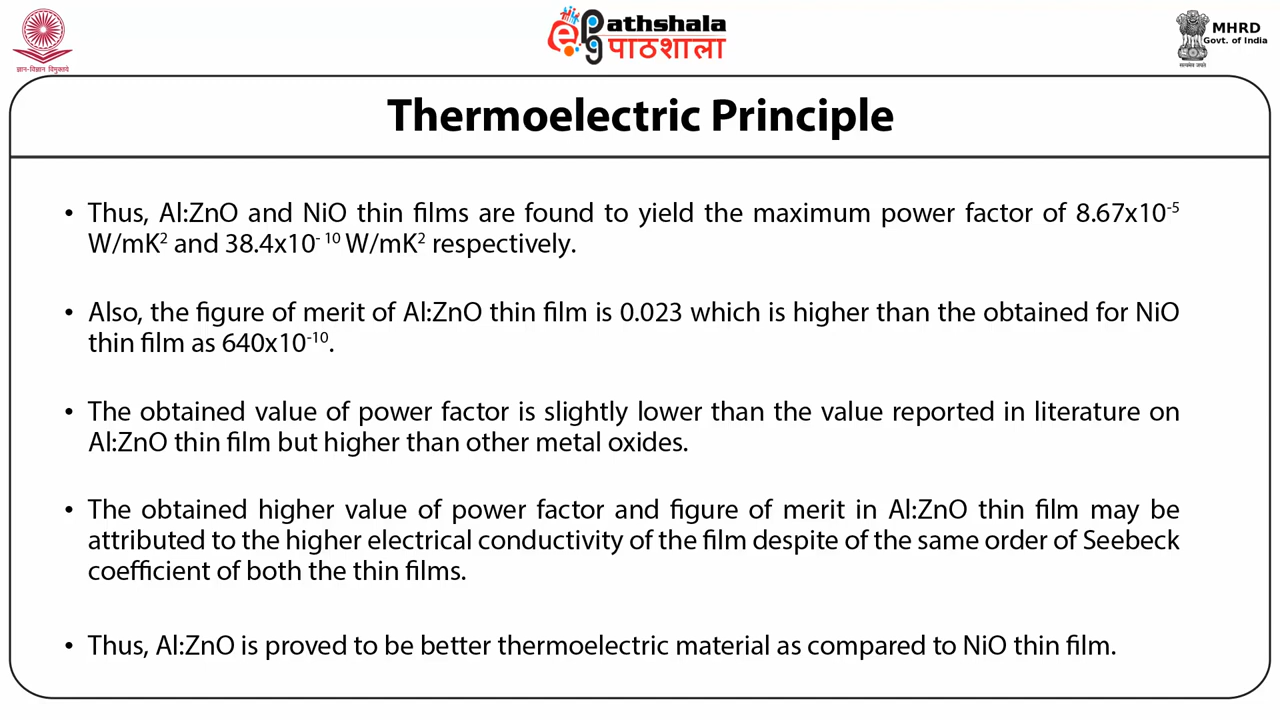 ज्ञान-विज्ञान विमुक्तये
epg Pathshala
पाठशाला
MHRD
Govt. of India
सत्यमेव जयते
Thermoelectric Principle
• Thus, Al:ZnO and NiO thin films are found to yield the maximum power factor of 8.67x10⁻⁵
W/mK² and 38.4x10⁻ ¹⁰ W/mK² respectively.
• Also, the figure of merit of Al:ZnO thin film is 0.023 which is higher than the obtained for NiO
thin film as 640x10⁻¹⁰.
• The obtained value of power factor is slightly lower than the value reported in literature on
Al:ZnO thin film but higher than other metal oxides.
• The obtained higher value of power factor and figure of merit in Al:ZnO thin film may be
attributed to the higher electrical conductivity of the film despite of the same order of Seebeck
coefficient of both the thin films.
• Thus, Al:ZnO is proved to be better thermoelectric material as compared to NiO thin film.